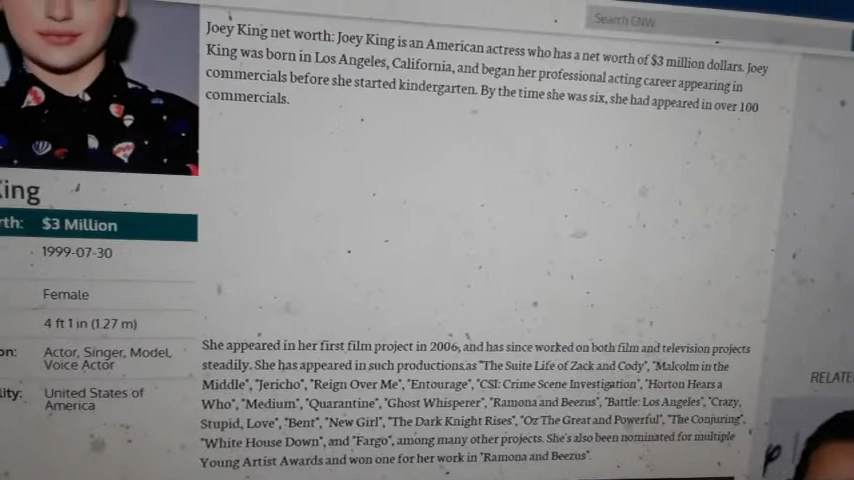 Search CNW
Joey King net worth: Joey King is an American actress who has a net worth of $3 million dollars. Joey
King was born in Los Angeles, California, and began her professional acting career appearing in
commercials before she started kindergarten. By the time she was six, she had appeared in over 100
commercials.
King
rth: $3 Million
1999-07-30
Female
4 ft 1 in (1.27 m)
on: Actor, Singer, Model,
Voice Actor
lity: United States of
America
She appeared in her first film project in 2006, and has since worked on both film and television projects
steadily. She has appeared in such productions as "The Suite Life of Zack and Cody", "Malcolm in the
Middle", "Jericho", "Reign Over Me", "Entourage", "CSI: Crime Scene Investigation", "Horton Hears a
Who", "Medium", "Quarantine", "Ghost Whisperer", "Ramona and Beezus", "Battle: Los Angeles", "Crazy,
Stupid, Love", "Bent", "New Girl", "The Dark Knight Rises", "Oz The Great and Powerful", "The Conjuring",
"White House Down", and "Fargo", among many other projects. She's also been nominated for multiple
Young Artist Awards and won one for her work in "Ramona and Beezus".
RELATE